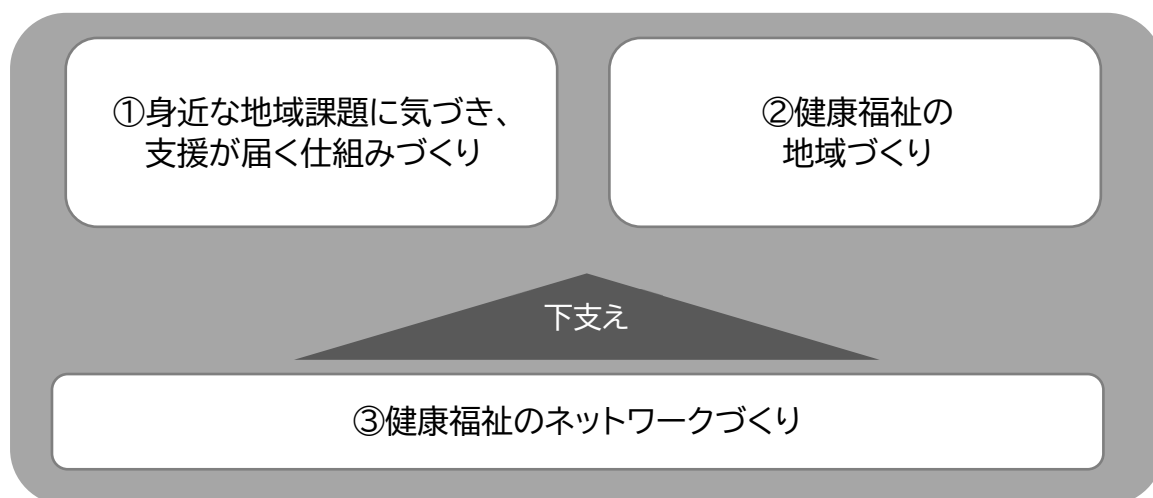 ①身近な地域課題に気づき、
支援が届く仕組みづくり
②健康福祉の
地域づくり
下支え
③健康福祉のネットワークづくり